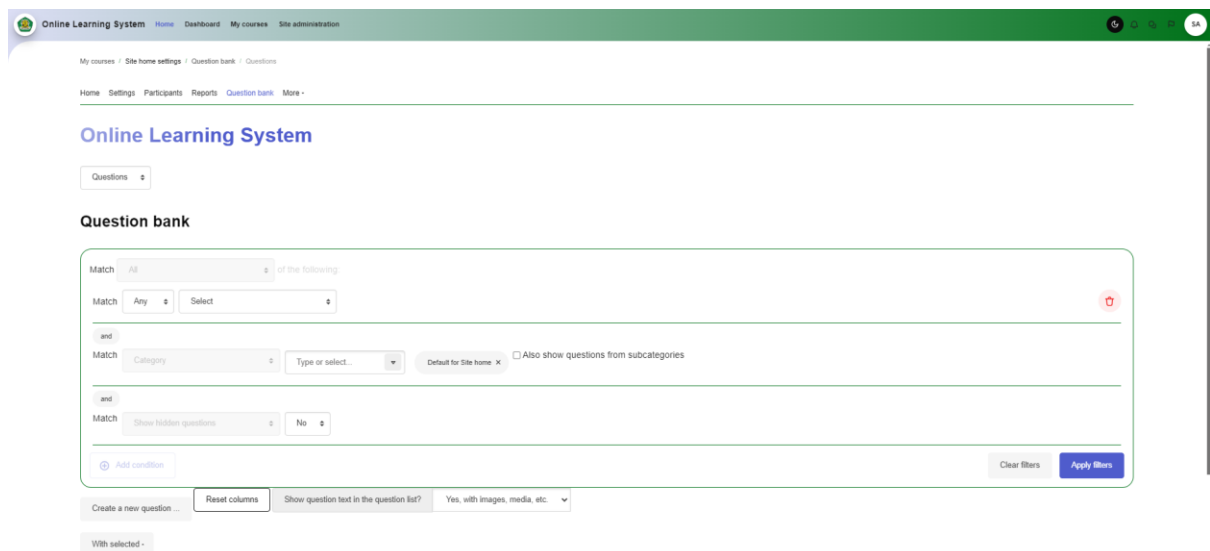 Online Learning System Home Dashboard My courses Site administration SA
My courses / Site home settings / Question bank / Questions
Home Settings Participants Reports Question bank More
Online Learning System
Questions
Question bank
Match All of the following:
Match Any Select
and
Match Category Type or select... Default for Site home × Also show questions from subcategories
and
Match Show hidden questions No
Add condition Clear filters Apply filters
Create a new question ... Reset columns Show question text in the question list? Yes, with images, media, etc.
With selected